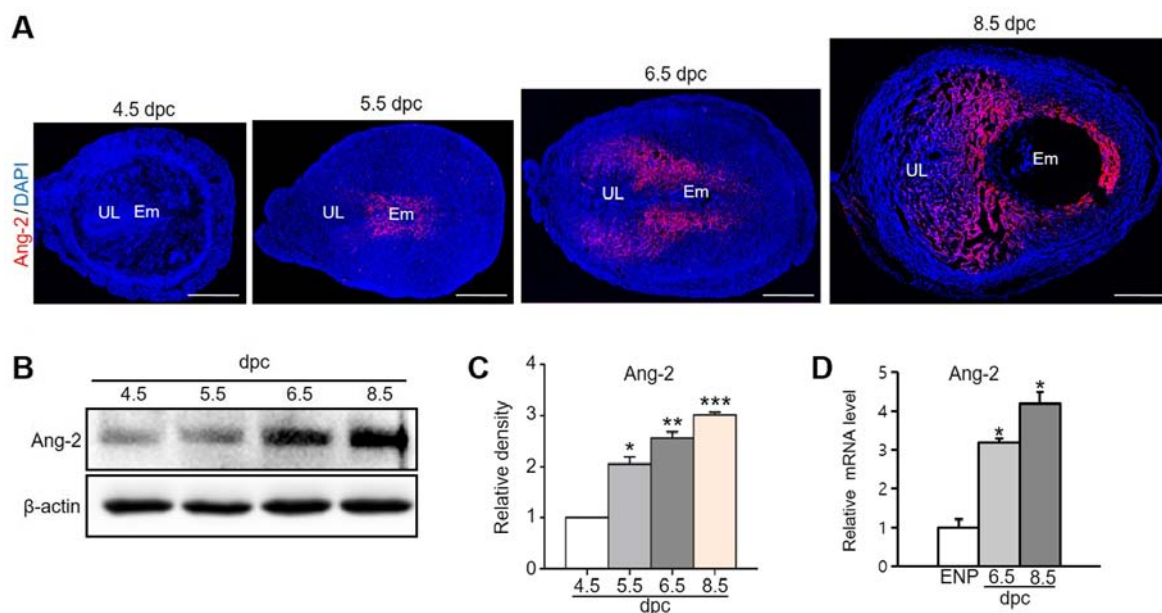 A
4.5 dpc
5.5 dpc
6.5 dpc
8.5 dpc
Ang-2/DAPI
UL Em
UL Em
UL Em
UL Em
B
dpc
4.5 5.5 6.5 8.5
Ang-2
β-actin
C
Ang-2
Relative density
4
3
2
1
0
* ** ***
4.5 5.5 6.5 8.5
dpc
D
Ang-2
Relative mRNA level
5
4
3
2
1
0
* *
ENP 6.5 8.5
dpc